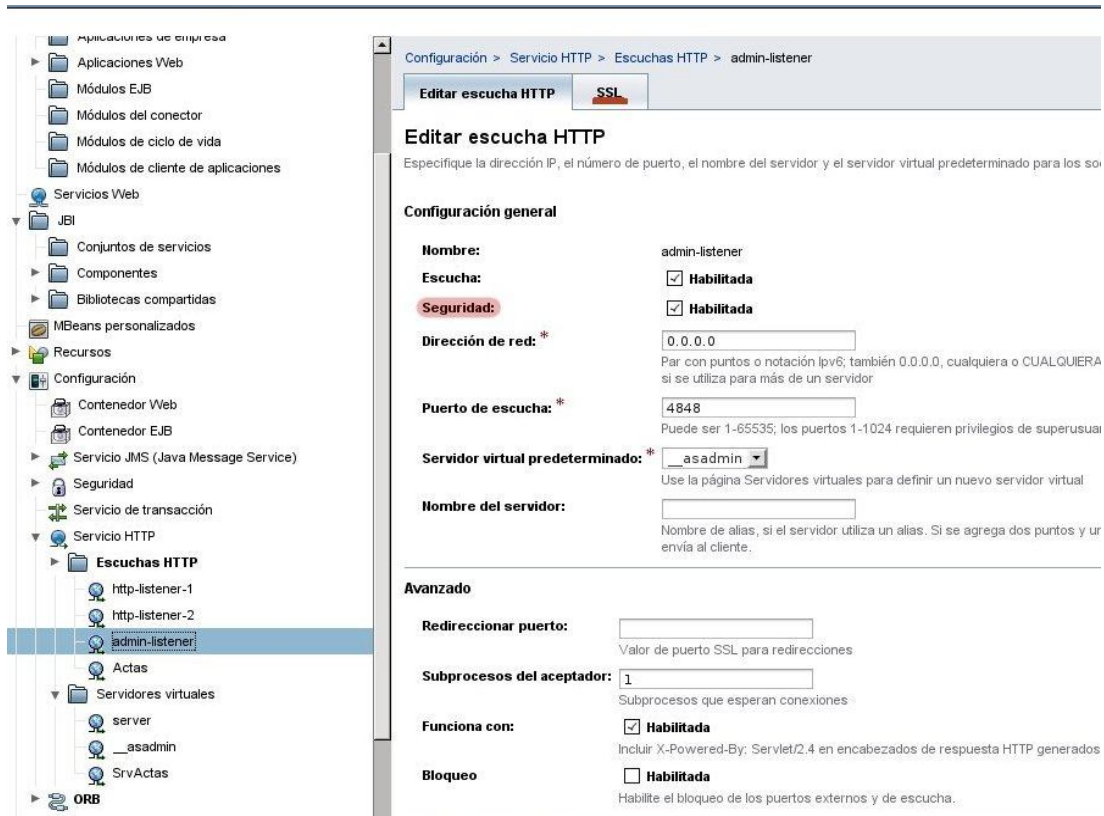 Aplicaciones de empresa
Aplicaciones Web
Módulos EJB
Módulos del conector
Módulos de ciclo de vida
Módulos de cliente de aplicaciones
Servicios Web
JBI
Conjuntos de servicios
Componentes
Bibliotecas compartidas
MBeans personalizados
Recursos
Configuración
Contenedor Web
Contenedor EJB
Servicio JMS (Java Message Service)
Seguridad
Servicio de transacción
Servicio HTTP
Escuchas HTTP
http-listener-1
http-listener-2
admin-listener
Actas
Servidores virtuales
server
__asadmin
SrvActas
ORB
Configuración > Servicio HTTP > Escuchas HTTP > admin-listener
Editar escucha HTTP SSL
Editar escucha HTTP
Especifique la dirección IP, el número de puerto, el nombre del servidor y el servidor virtual predeterminado para los
Configuración general
Nombre: admin-listener
Escucha: Habilitada
Seguridad: Habilitada
Dirección de red: * 0.0.0.0
Par con puntos o notación Ipv6; también 0.0.0.0, cualquiera o CUALQUIERA
si se utiliza para más de un servidor
Puerto de escucha: * 4848
Puede ser 1-65535; los puertos 1-1024 requieren privilegios de
Servidor virtual predeterminado: * __asadmin
Use la página Servidores virtuales para definir un nuevo servidor virtual
Nombre del servidor:
Nombre de alias, si el servidor utiliza un alias. Si se agrega dos puntos y
envía al cliente.
Avanzado
Redireccionar puerto:
Valor de puerto SSL para redirecciones
Subprocesos del aceptador: 1
Subprocesos que esperan conexiones
Funciona con: Habilitada
Incluir X-Powered-By: Servlet/2.4 en encabezados de respuesta HTTP generados
Bloqueo Habilitada
Habilite el bloqueo de los puertos externos y de escucha.